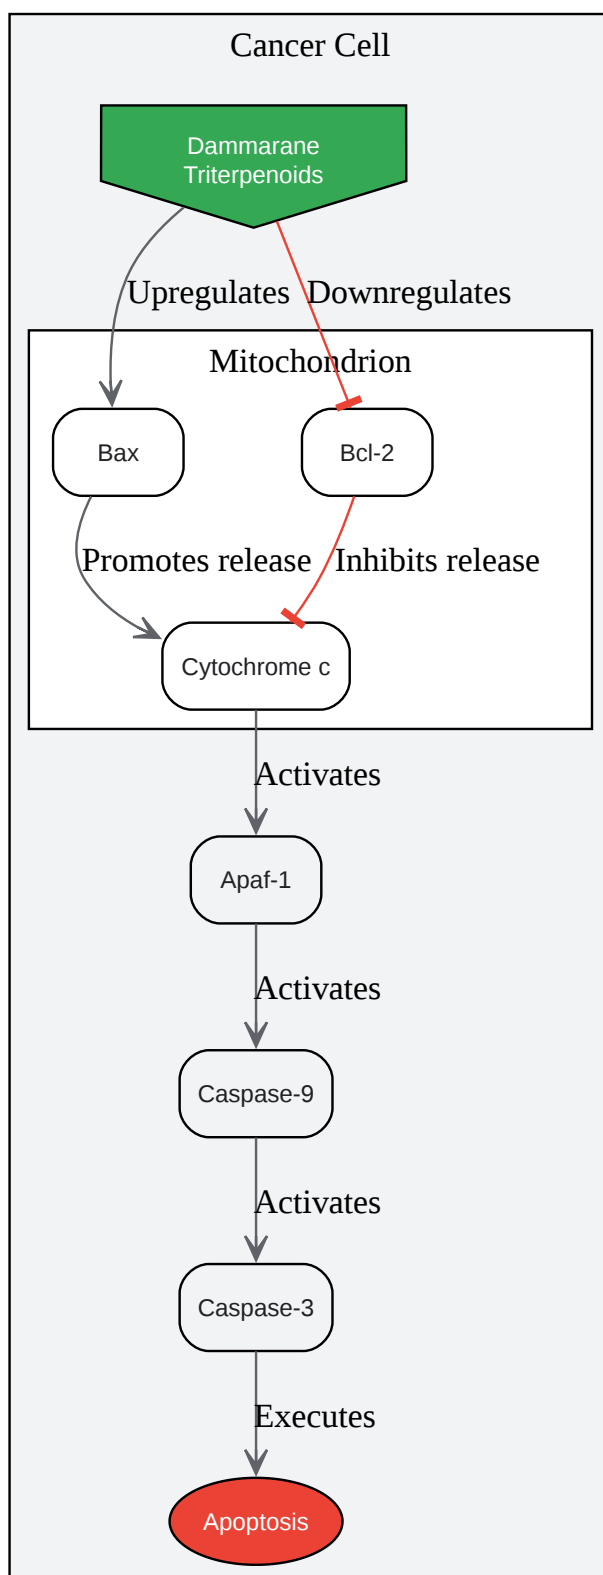 Cancer Cell
Dammarane
Triterpenoids
Upregulates
Downregulates
Mitochondrion
Bax
Bcl-2
Promotes release
Inhibits release
Cytochrome c
Activates
Apaf-1
Activates
Caspase-9
Activates
Caspase-3
Executes
Apoptosis